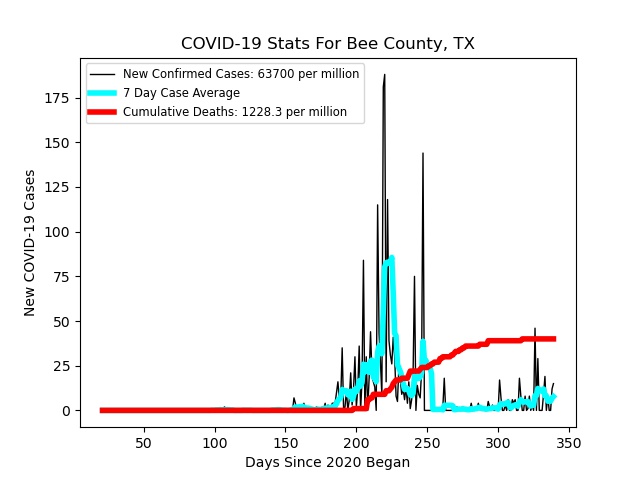 COVID-19 Stats For Bee County, TX
New Confirmed Cases: 63700 per million
7 Day Case Average
Cumulative Deaths: 1228.3 per million
New COVID-19 Cases
175
150
125
100
75
50
25
0
50 100 150 200 250 300 350
Days Since 2020 Began